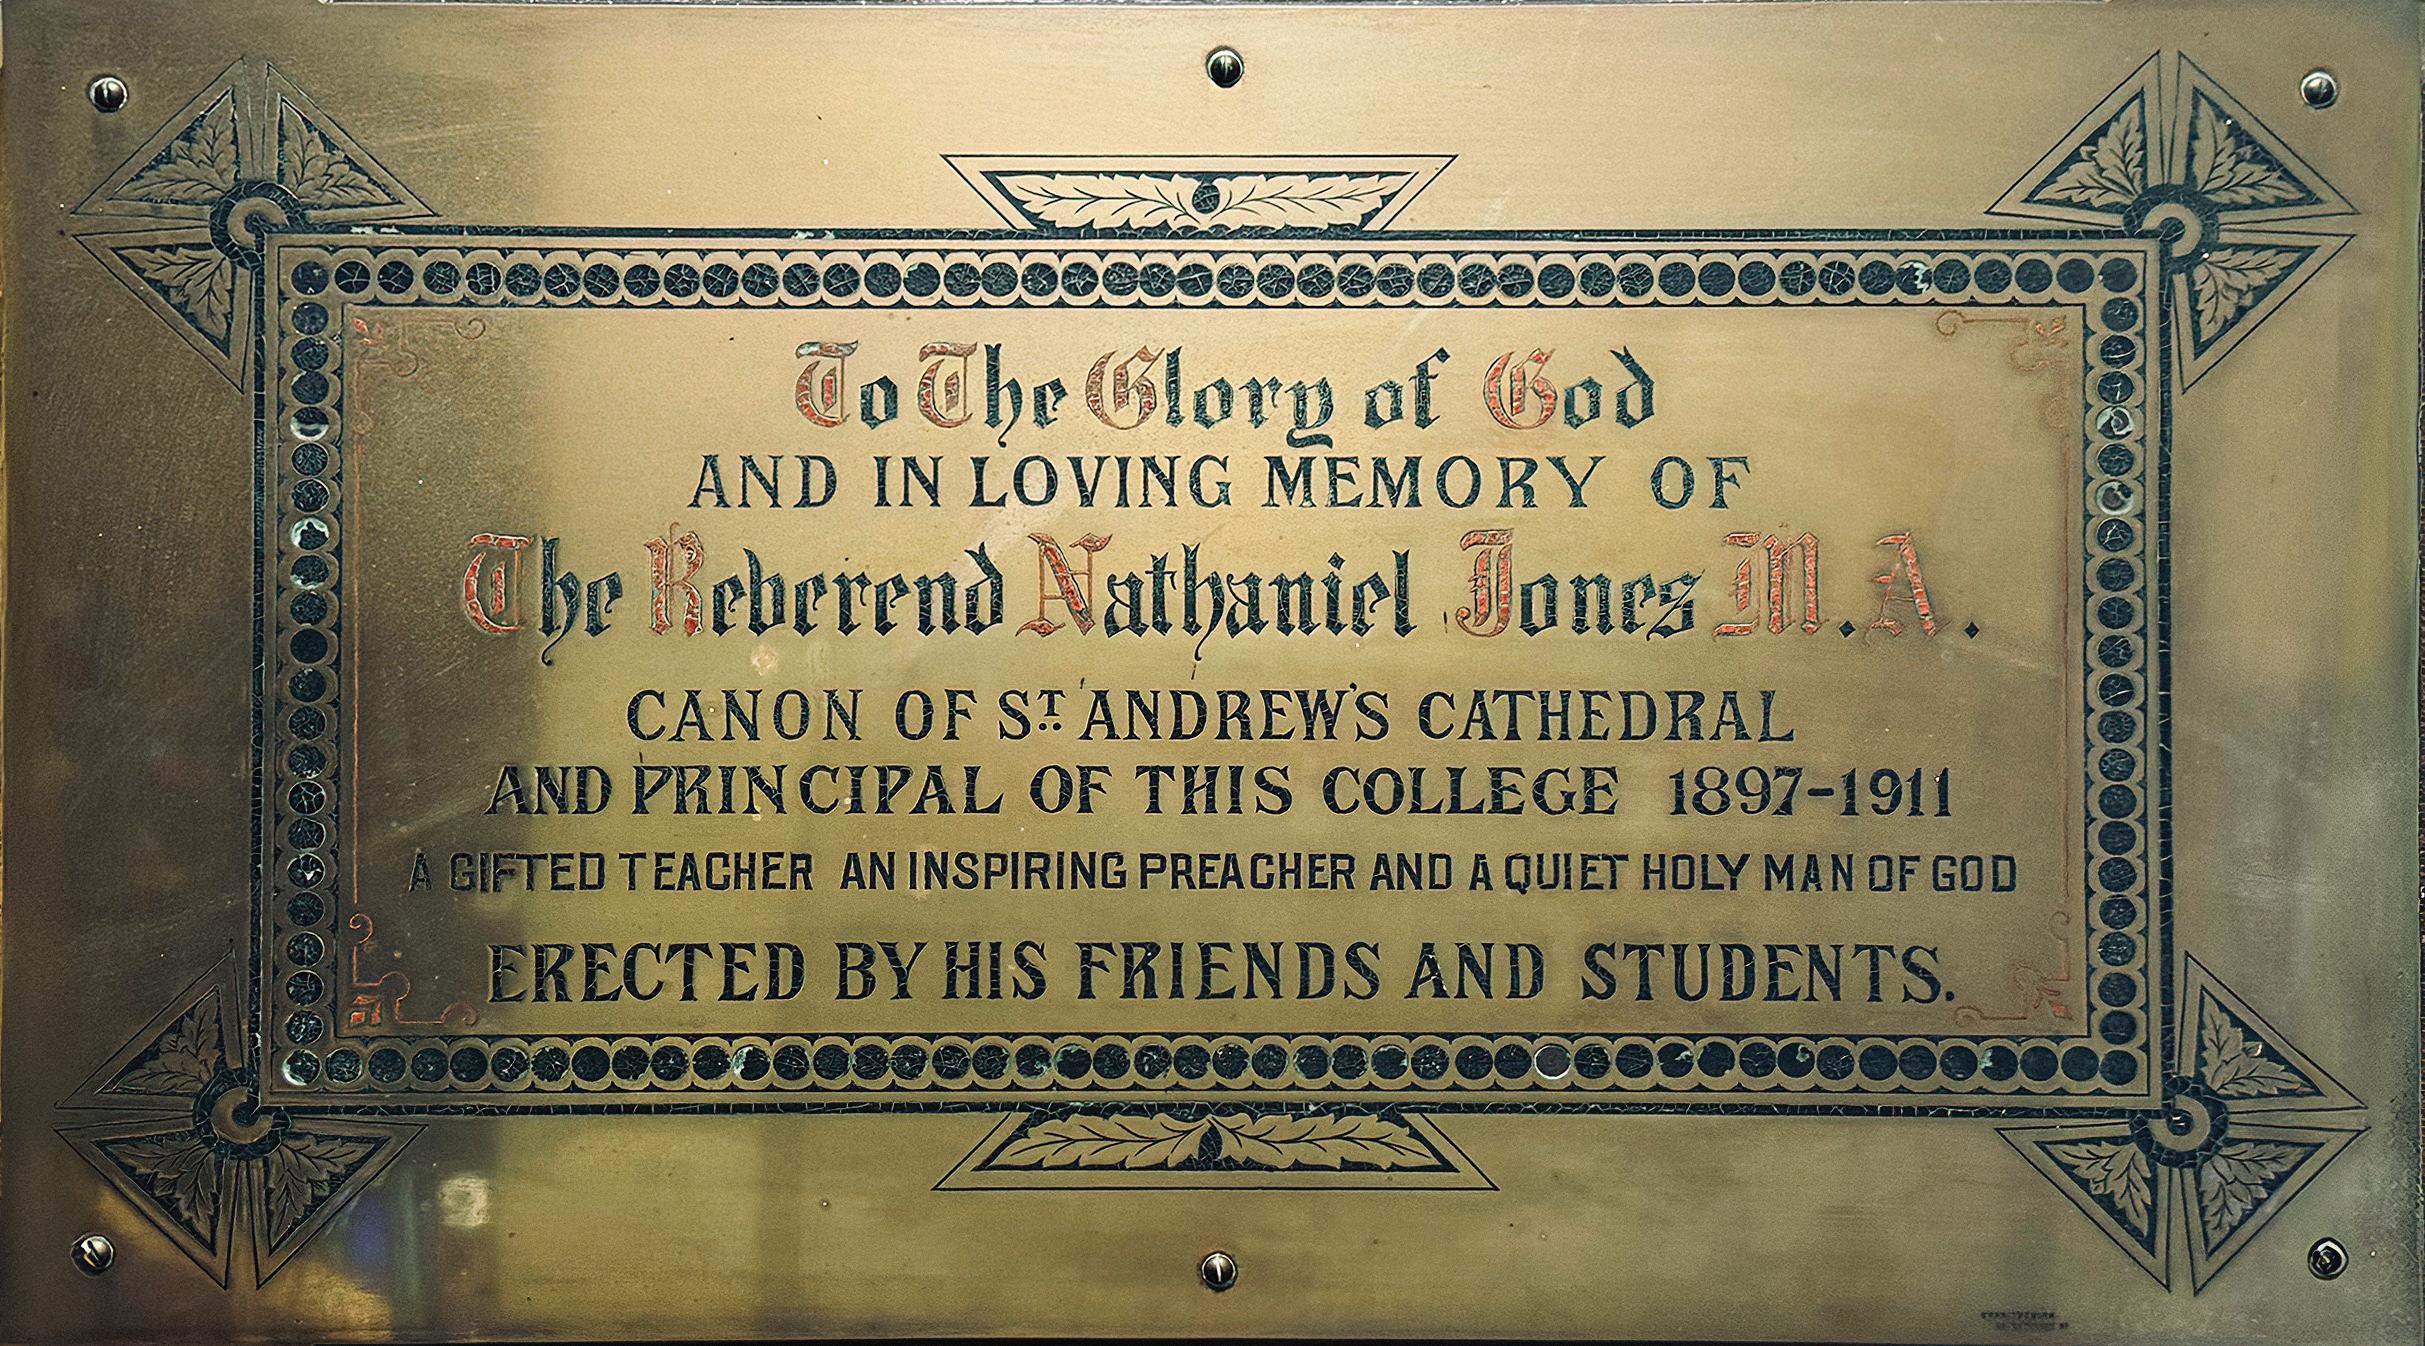 To The Glory of God
AND IN LOVING MEMORY OF
The Reverend Nathaniel Jones M.A.
CANON OF ST. ANDREW'S CATHEDRAL
AND PRINCIPAL OF THIS COLLEGE 1897-1911
A GIFTED TEACHER AN INSPIRING PREACHER AND A QUIET HOLY MAN OF GOD
ERECTED BY HIS FRIENDS AND STUDENTS.